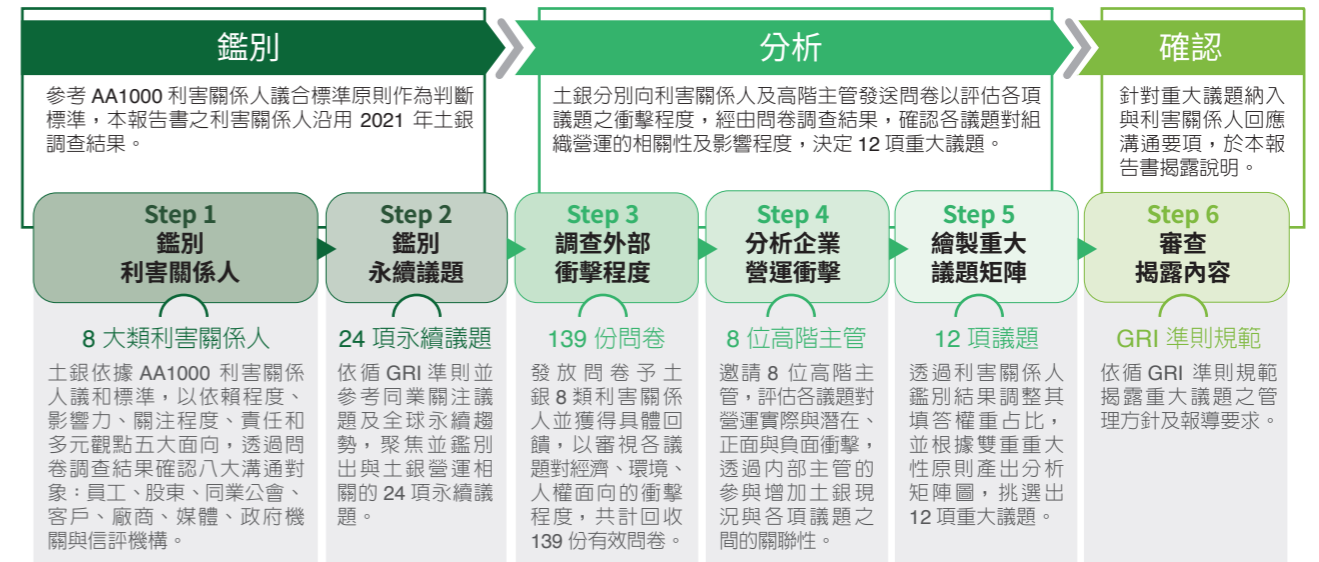 鑑別
參考 AA1000 利害關係人議合標準原則作為判斷
標準，本報告書之利害關係人沿用 2021 年土銀
調查結果。
分析
土銀分別向利害關係人及高階主管發送問卷以評估各項
議題之衝擊程度，經由問卷調查結果，確認各議題對組
織營運的相關性及影響程度，決定 12 項重大議題。
確認
針對重大議題納入
與利害關係人回應
溝通要項，於本報
告書揭露說明。
Step 1
鑑別
利害關係人
8 大類利害關係人
土銀依據 AA1000 利害關係
人議和標準，以依賴程度、
影響力、關注程度、責任和
多元觀點五大面向，透過問
卷調查結果確認八大溝通對
象：員工、股東、同業公會、
客戶、廠商、媒體、政府機
關與信評機構。
Step 2
鑑別
永續議題
24 項永續議題
依循 GRI 準則並
參考同業關注議
題及全球永續趨
勢，聚焦並鑑別
出與土銀營運相
關的 24 項永續議
題。
Step 3
調查外部
衝擊程度
139 份問卷
發放問卷予土
銀 8 類利害關係
人並獲得具體回
饋，以審視各議
題對經濟、環境、
人權面向的衝擊
程度，共計回收
139 份有效問卷。
Step 4
分析企業
營運衝擊
8 位高階主管
邀請 8 位高階主
管，評估各議題對
營運實際與潛在、
正面與負面衝擊，
透過內部主管的
參與增加土銀現
況與各項議題之
間的關聯性。
Step 5
繪製重大
議題矩陣
12 項議題
透過利害關係人
鑑別結果調整其
填答權重占比，
並根據雙重重大
性原則產出分析
矩陣圖，挑選出
12 項重大議題。
Step 6
審查
揭露內容
GRI 準則規範
依循 GRI 準則規範
揭露重大議題之管
理方針及報導要求。